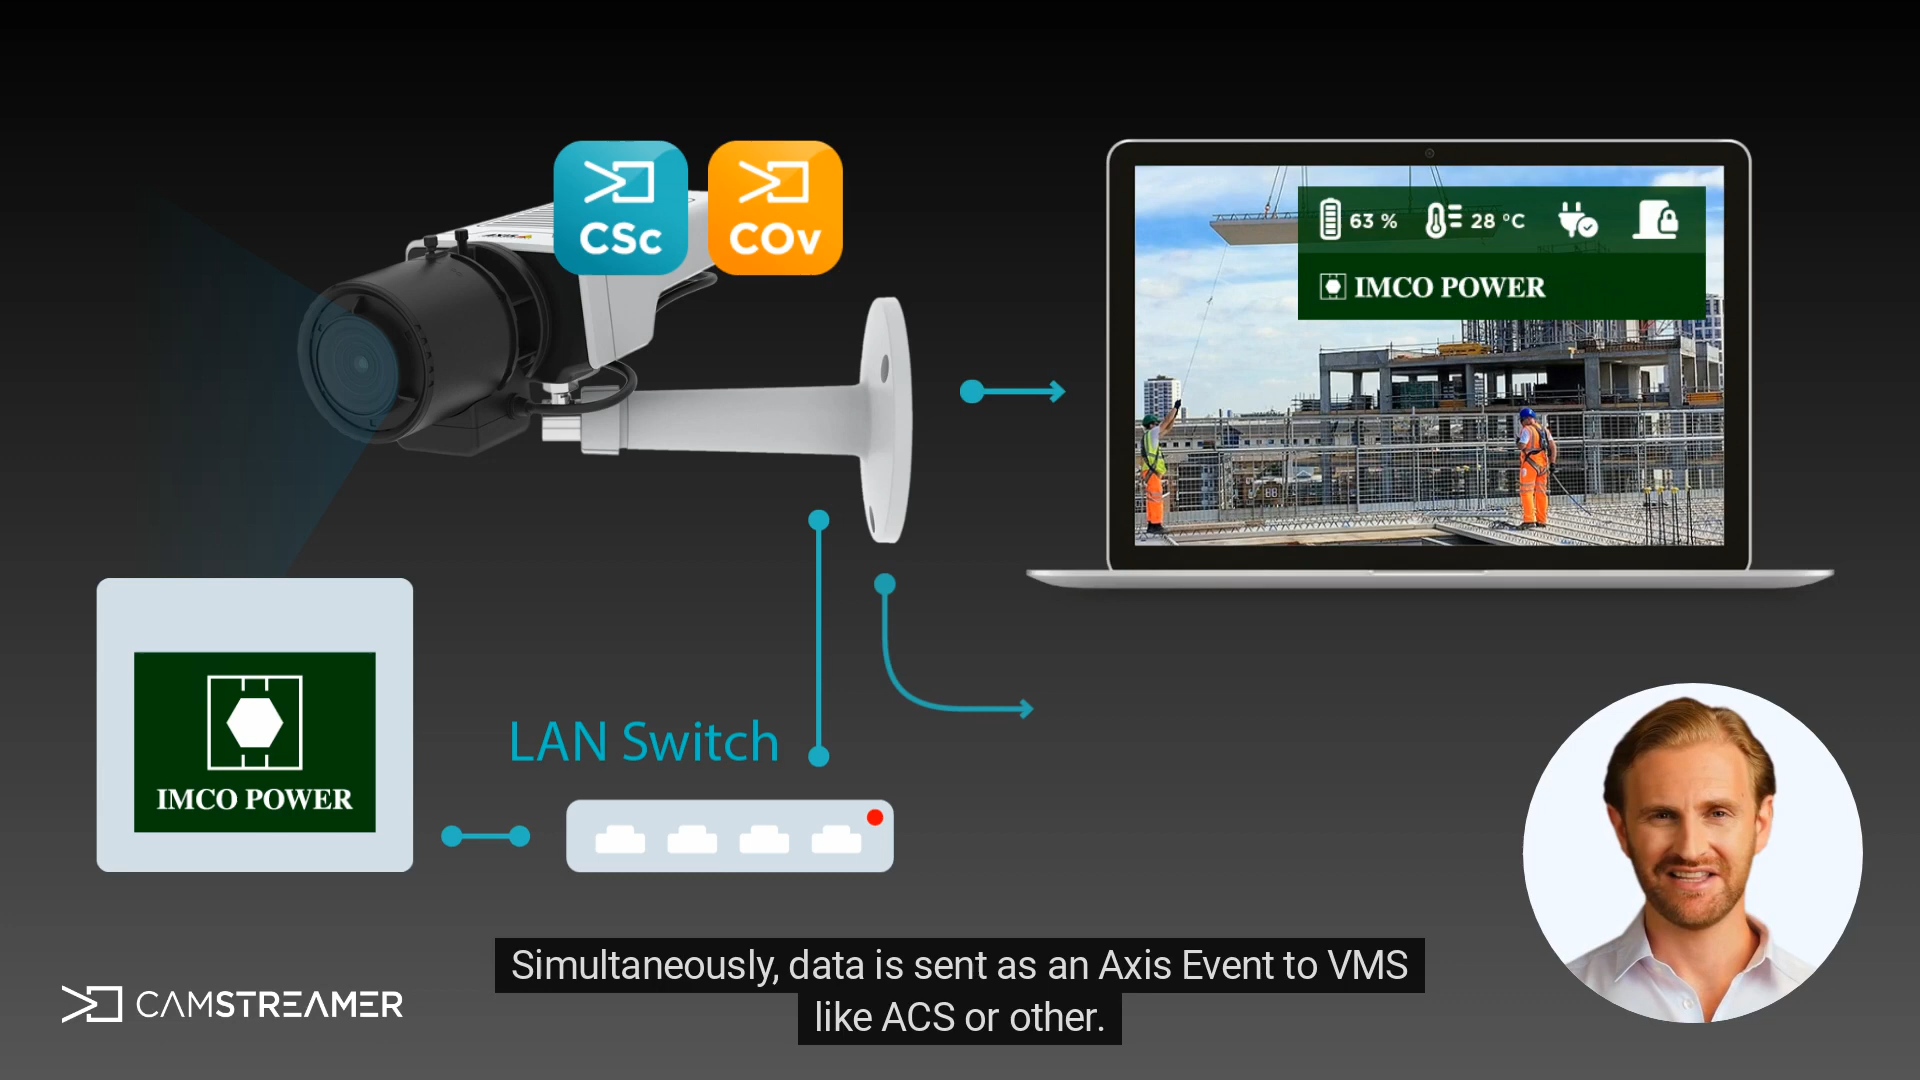 CSc
COv
63 %
28 °C
IMCO POWER
LAN Switch
IMCO POWER
Simultaneously, data is sent as an Axis Event to VMS
like ACS or other.
CAMSTREAMER